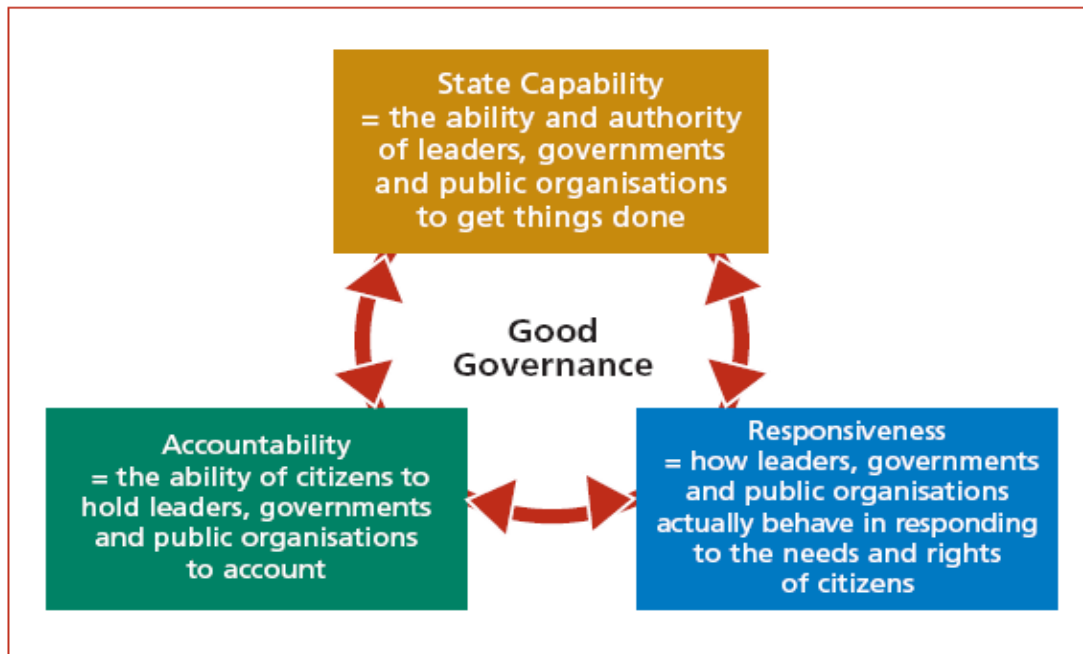 State Capability
= the ability and authority
of leaders, governments
and public organisations
to get things done
Good
Governance
Accountability
= the ability of citizens to
hold leaders, governments
and public organisations
to account
Responsiveness
= how leaders, governments
and public organisations
actually behave in responding
to the needs and rights
of citizens